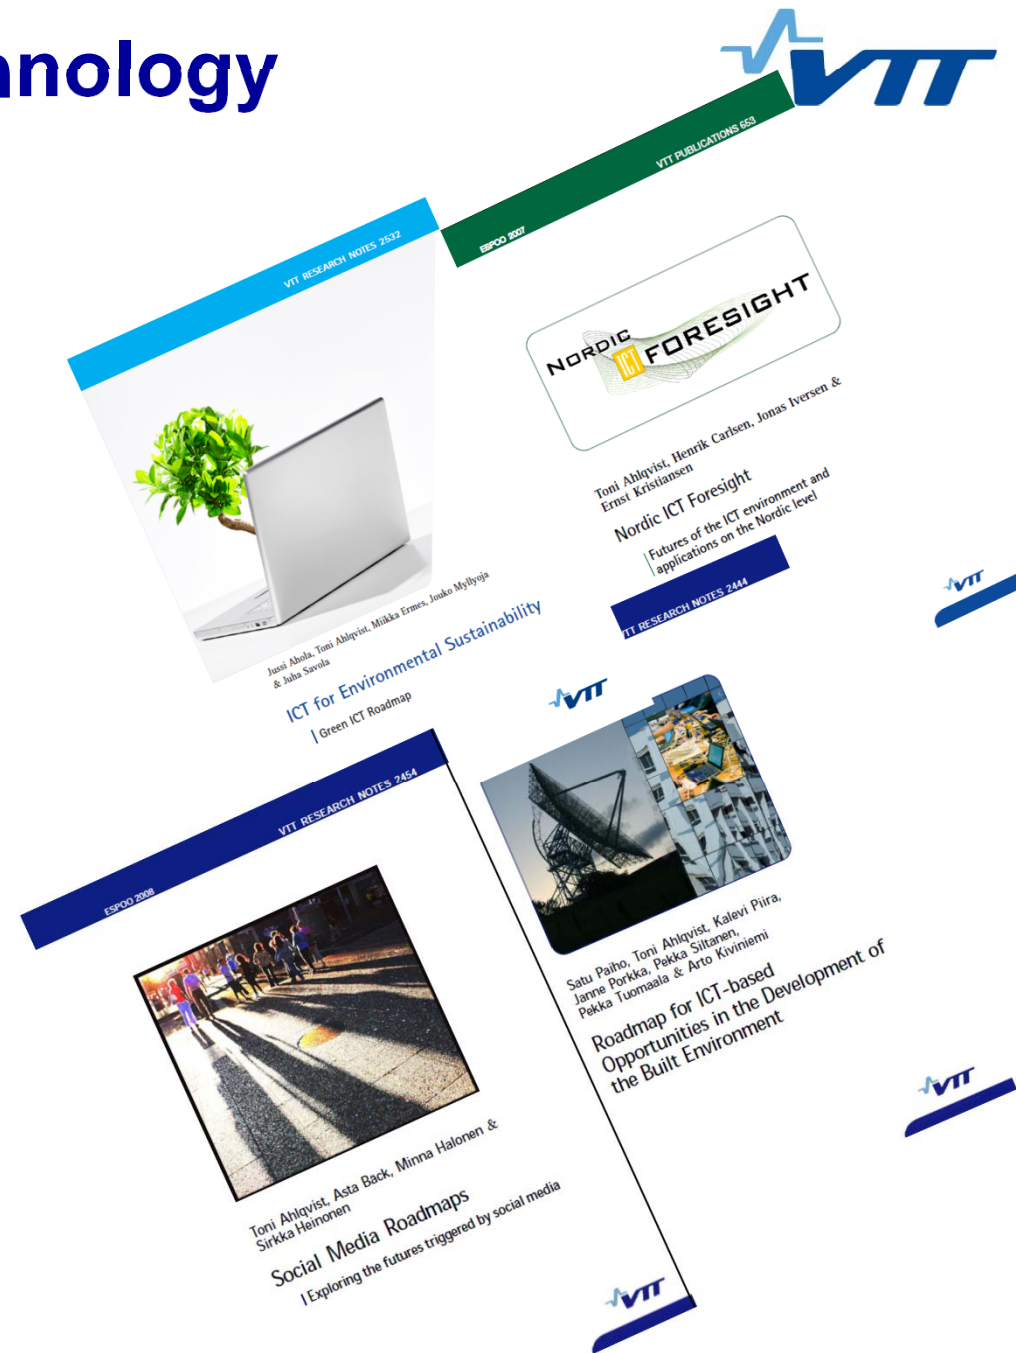 nology
VTT
VTT PUBLICATIONS 653
ESPOO 2007
NORDIC
ICT FORESIGHT
Toni Ahlqvist, Henrik Carlsen, Jonas Iversen &
Ernst Kristiansen
Nordic ICT Foresight
Futures of the ICT environment and
applications on the Nordic level
VTT RESEARCH NOTES 2532
Jussi Ahola, Toni Ahlqvist, Miikka Ermes, Jouko Myllyoja
& Juha Savola
ICT for Environmental Sustainability
Green ICT Roadmap
VTT RESEARCH NOTES 2444
VTT
VTT
Satu Paiho, Toni Ahlqvist, Kalevi Piira,
Janne Porkka, Pekka Siltanen,
Pekka Tuomaala & Arto Kiviniemi
Roadmap for ICT-based
Opportunities in the Development of
the Built Environment
VTT
VTT RESEARCH NOTES 2454
ESPOO 2008
Toni Ahlqvist, Asta Bäck, Minna Halonen &
Sirkka Heinonen
Social Media Roadmaps
Exploring the futures triggered by social media
VTT